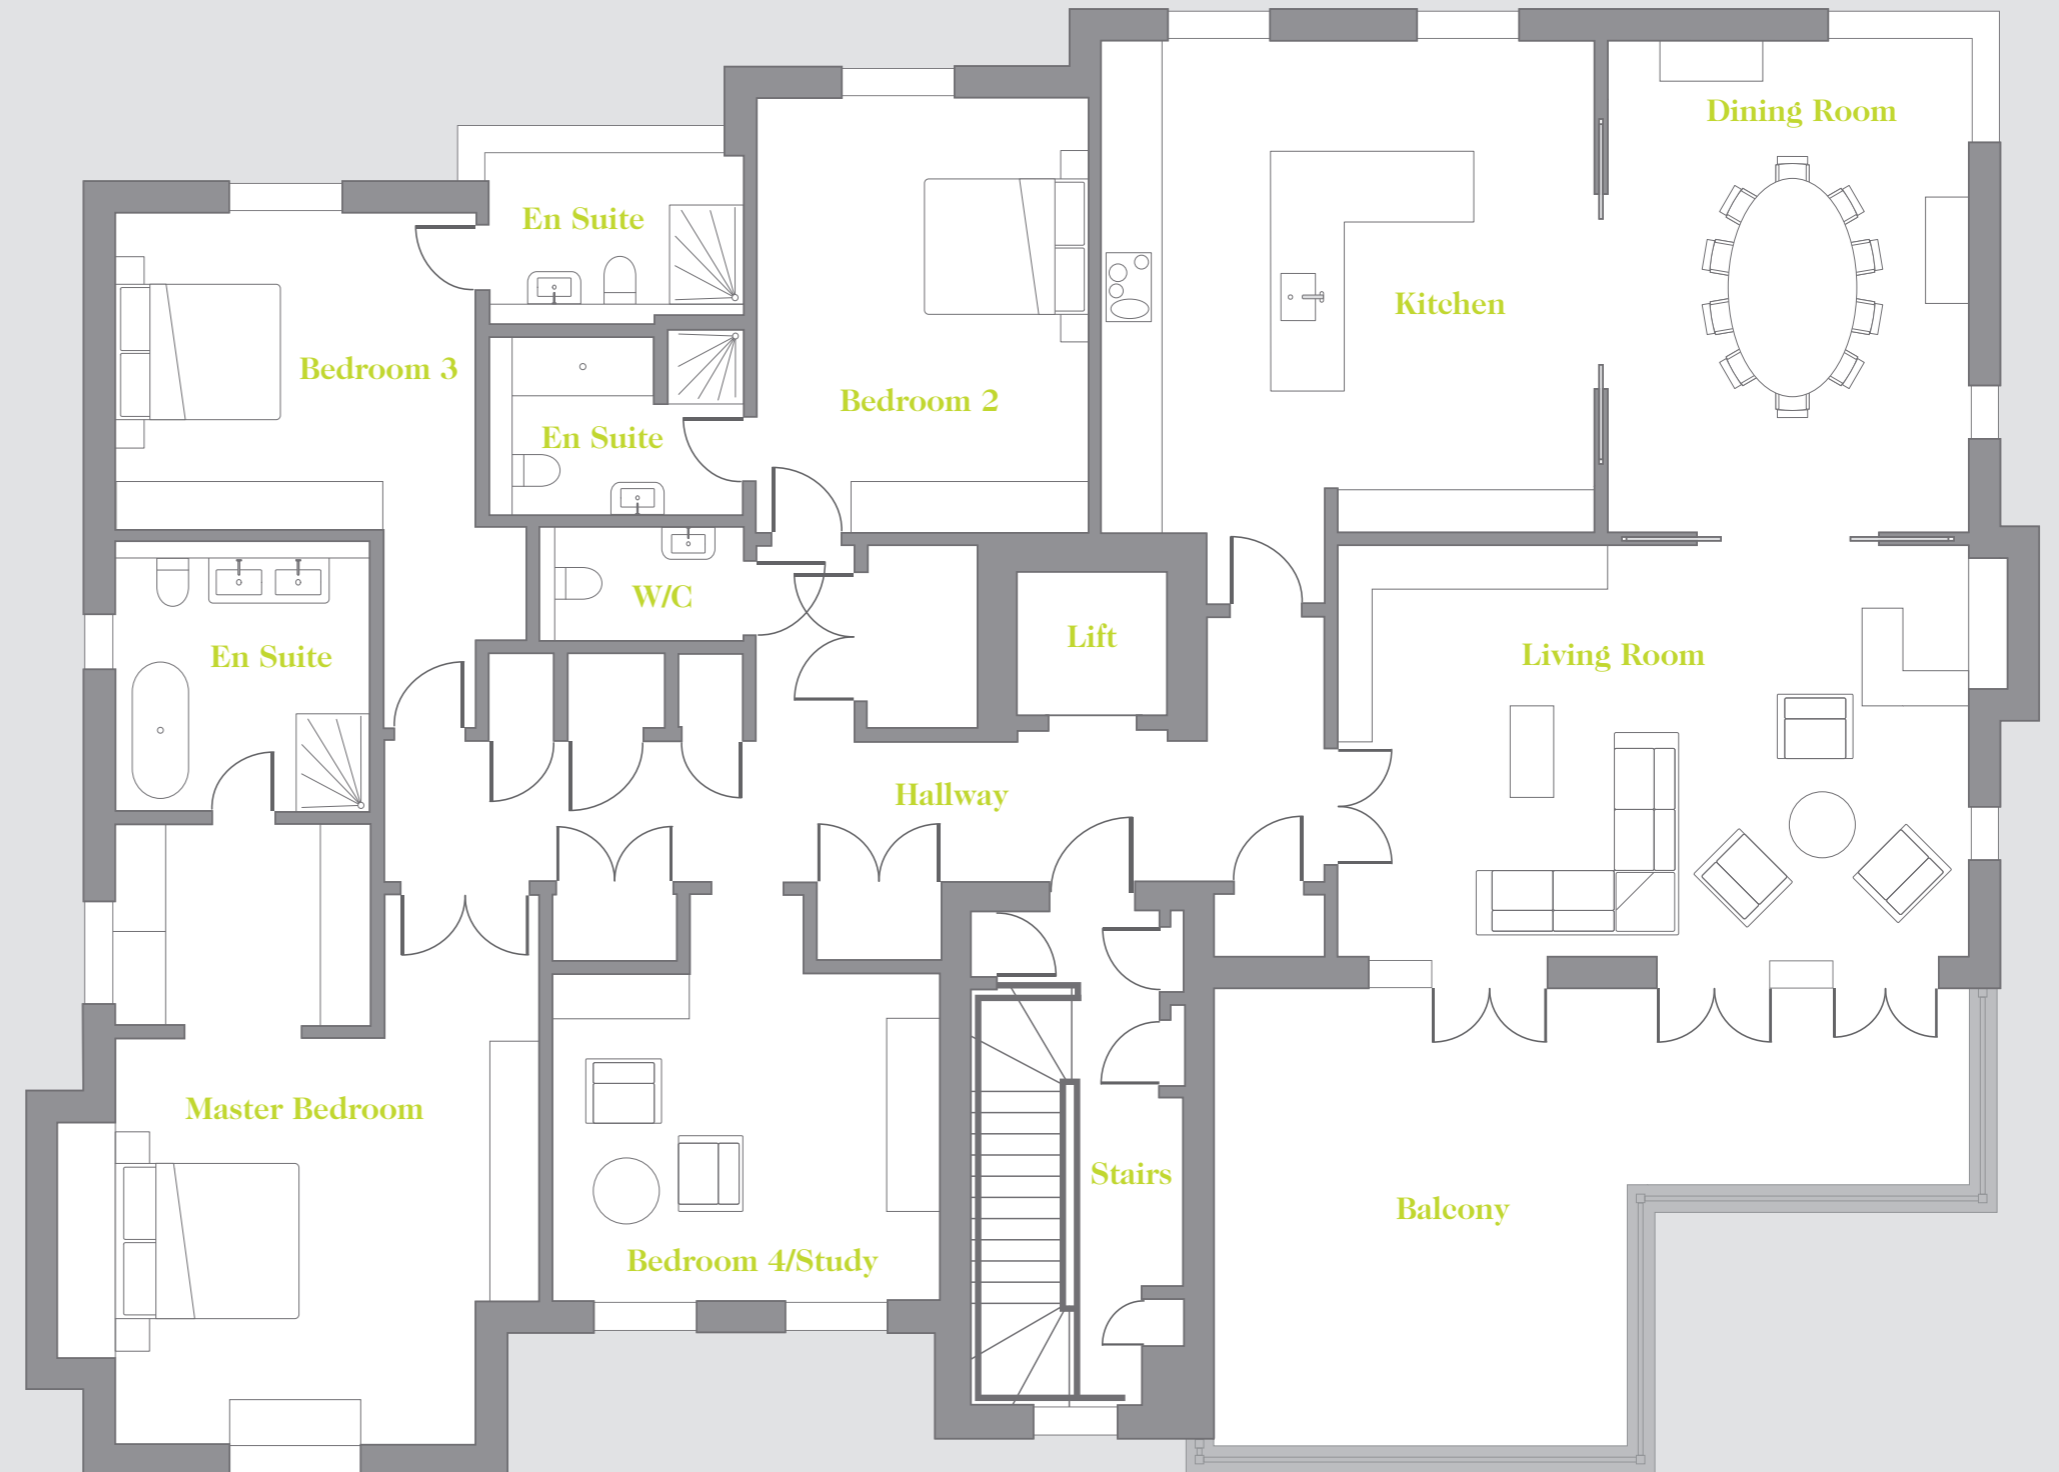 Dining Room
En Suite
Kitchen
Bedroom 3
Bedroom 2
En Suite
W/C
Lift
En Suite
Living Room
Hallway
Master Bedroom
Stairs
Balcony
Bedroom 4/Study